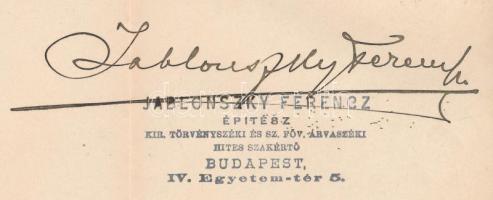 Jablonszky Ferencz
JABLONSZKY FERENCZ
ÉPITÉSZ
KIR. TÖRVÉNYSZÉKI ÉS SZ. FŐV. ÁRVASZÉKI
HITES SZAKÉRTŐ
BUDAPEST,
IV. Egyetem-tér 5.